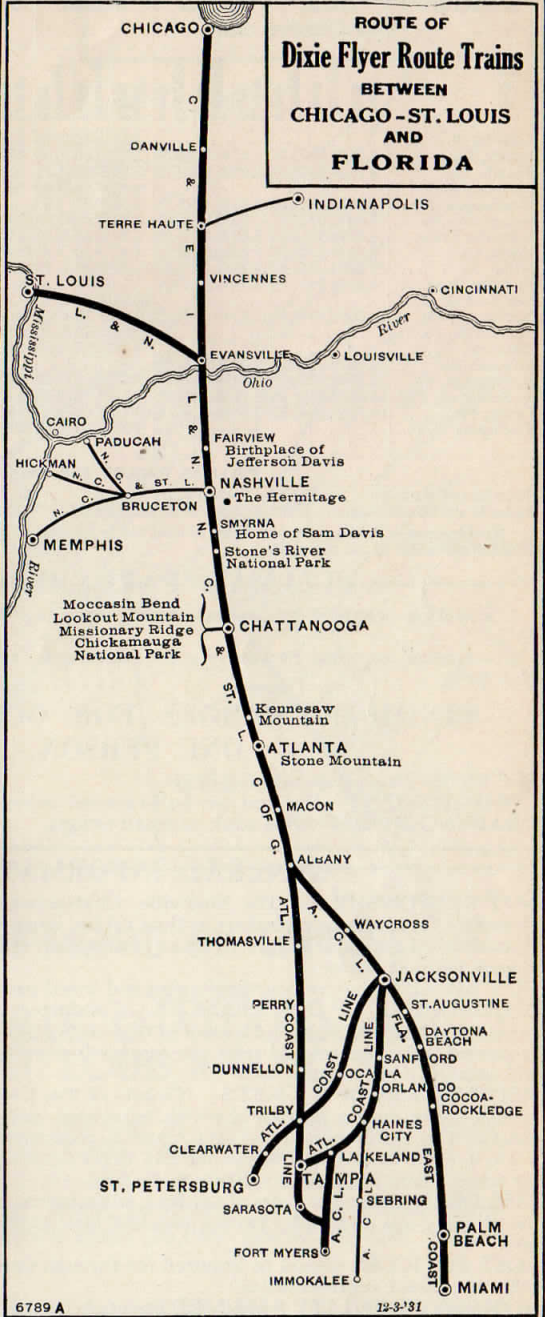 ROUTE OF
Dixie Flyer Route Trains
BETWEEN
CHICAGO-ST. LOUIS
AND
FLORIDA
CHICAGO
C
DANVILLE
&
INDIANAPOLIS
TERRE HAUTE
E
ST. LOUIS
VINCENNES
CINCINNATI
L. & N.
I
River
Mississippi
EVANSVILLE
LOUISVILLE
Ohio
L
CAIRO
&
PADUCAH
FAIRVIEW
Birthplace of
Jefferson Davis
HICKMAN
N. C.
N.
N. C. & ST. L.
NASHVILLE
The Hermitage
N. C.
BRUCETON
N.
SMYRNA
Home of Sam Davis
MEMPHIS
Stone's River
National Park
River
C.
Moccasin Bend
Lookout Mountain
Missionary Ridge
Chickamauga
National Park
CHATTANOOGA
&
ST.
Kennesaw
Mountain
L.
ATLANTA
Stone Mountain
C
OF
MACON
G.
ALBANY
ATL.
A. C. L.
WAYCROSS
THOMASVILLE
JACKSONVILLE
PERRY
COAST
LINE
LINE
FLA.
ST. AUGUSTINE
DAYTONA
BEACH
SANFORD
DUNNELLON
COAST
OCALA
COAST
ORLANDO
COCOA-
ROCKLEDGE
TRILBY
ATL.
HAINES
CITY
CLEARWATER
ATL.
LAKELAND
EAST
LINE
TAMPA
ST. PETERSBURG
SARASOTA
A. C. L.
SEBRING
A. C. L.
PALM
BEACH
FORT MYERS
COAST
IMMOKALEE
MIAMI
6789 A
12-3-'31